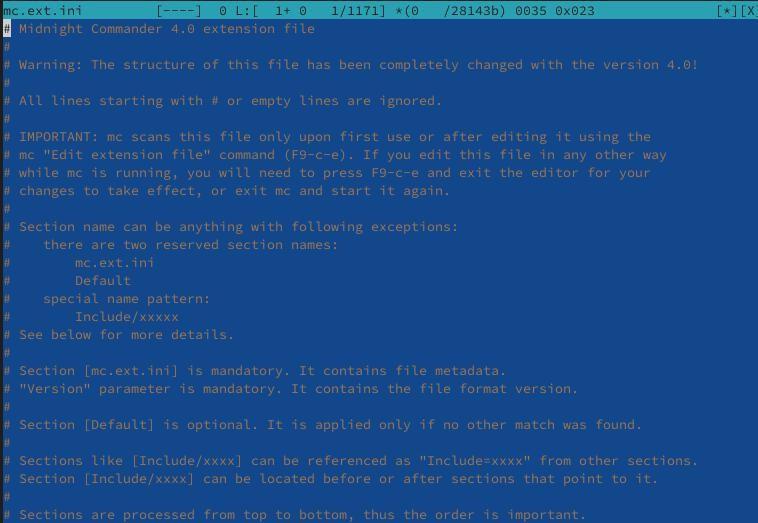 mc.ext.ini [----] 0 L:[ 1+ 0 1/1171] *(0 /28143b) 0035 0x023 [*][X]
# Midnight Commander 4.0 extension file
#
# Warning: The structure of this file has been completely changed with the version 4.0!
#
# All lines starting with # or empty lines are ignored.
#
# IMPORTANT: mc scans this file only upon first use or after editing it using the
# mc "Edit extension file" command (F9-c-e). If you edit this file in any other way
# while mc is running, you will need to press F9-c-e and exit the editor for your
# changes to take effect, or exit mc and start it again.
#
# Section name can be anything with following exceptions:
# there are two reserved section names:
# mc.ext.ini
# Default
# special name pattern:
# Include/xxxxx
# See below for more details.
#
# Section [mc.ext.ini] is mandatory. It contains file metadata.
# "Version" parameter is mandatory. It contains the file format version.
#
# Section [Default] is optional. It is applied only if no other match was found.
#
# Sections like [Include/xxxx] can be referenced as "Include=xxxx" from other sections.
# Section [Include/xxxx] can be located before or after sections that point to it.
#
# Sections are processed from top to bottom, thus the order is important.